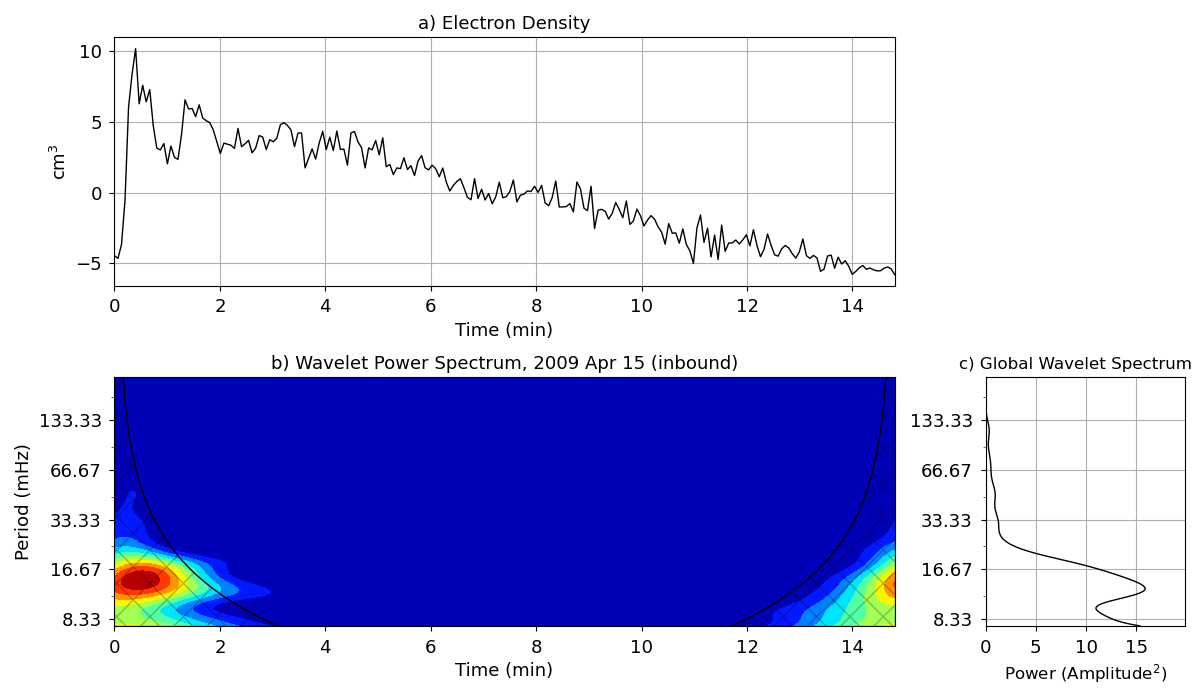 a) Electron Density
10
5
0
−5
cm³
0 2 4 6 8 10 12 14
Time (min)
b) Wavelet Power Spectrum, 2009 Apr 15 (inbound)
133.33
66.67
33.33
16.67
8.33
Period (mHz)
0 2 4 6 8 10 12 14
Time (min)
c) Global Wavelet Spectrum
133.33
66.67
33.33
16.67
8.33
0 5 10 15
Power (Amplitude²)